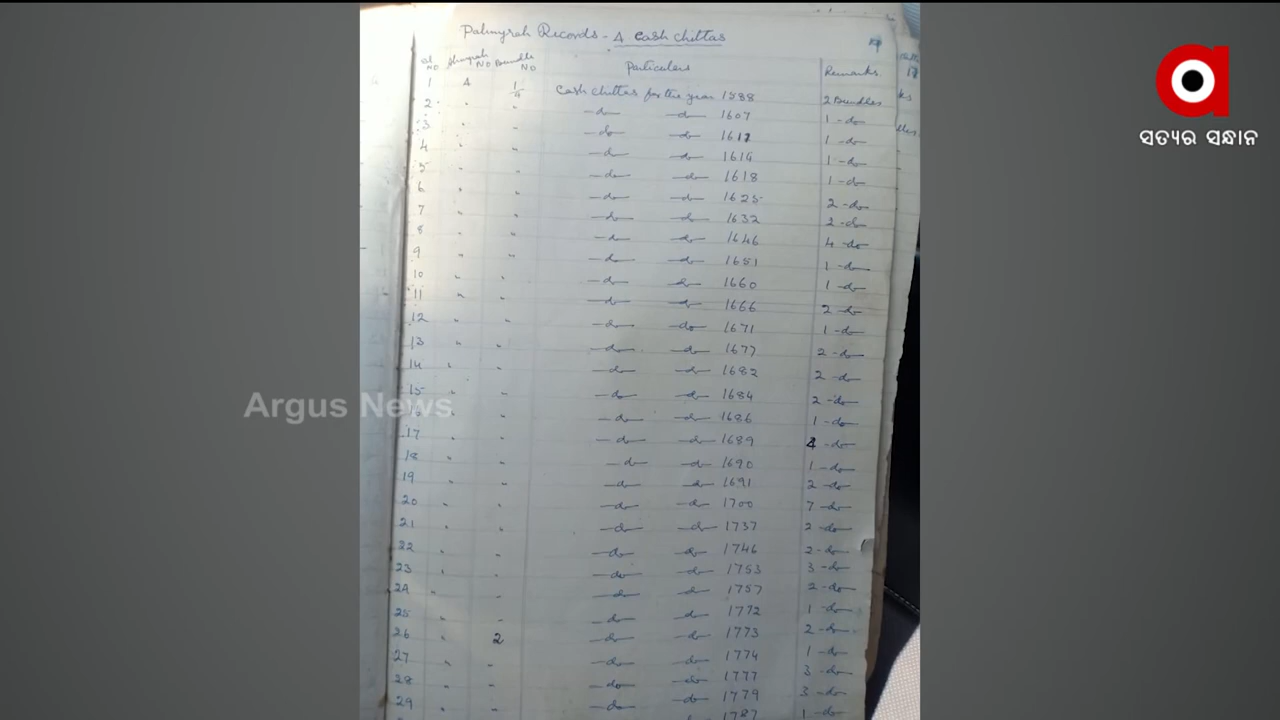 Palmyrah Records - A Cash chittas
Sl No Almyrah No Bundle No Particulars Remarks
1 A 1/4 Cash chittas for the year 1588 2 Bundles
2 " " -do- -do- 1607 1 -do-
3 " " -do- -do- 1611 1 -do-
4 " " -do- -do- 1614 1 -do-
5 " " -do- -do- 1618 1 -do-
6 " " -do- -do- 1625 2 -do-
7 " " -do- -do- 1632 2 -do-
8 " " -do- -do- 1646 4 -do-
9 " " -do- -do- 1651 1 -do-
10 " " -do- -do- 1660 1 -do-
11 " " -do- -do- 1666 2 -do-
12 " " -do- -do- 1671 1 -do-
13 " " -do- -do- 1677 2 -do-
14 " " -do- -do- 1682 2 -do-
15 " " -do- -do- 1684 2 -do-
16 " " -do- -do- 1686 1 -do-
17 " " -do- -do- 1689 4 -do-
18 " " -do- -do- 1690 1 -do-
19 " " -do- -do- 1691 2 -do-
20 " " -do- -do- 1700 7 -do-
21 " " -do- -do- 1737 2 -do-
22 " " -do- -do- 1746 2 -do-
23 " " -do- -do- 1753 3 -do-
24 " " -do- -do- 1757 2 -do-
25 " " -do- -do- 1772 1 -do-
26 " 2 -do- -do- 1773 2 -do-
27 " " -do- -do- 1774 1 -do-
28 " " -do- -do- 1777 3 -do-
29 " " -do- -do- 1779 3 -do-
-do- 1787 1 -do-
Argus News
ସତ୍ୟର ସନ୍ଧାନ